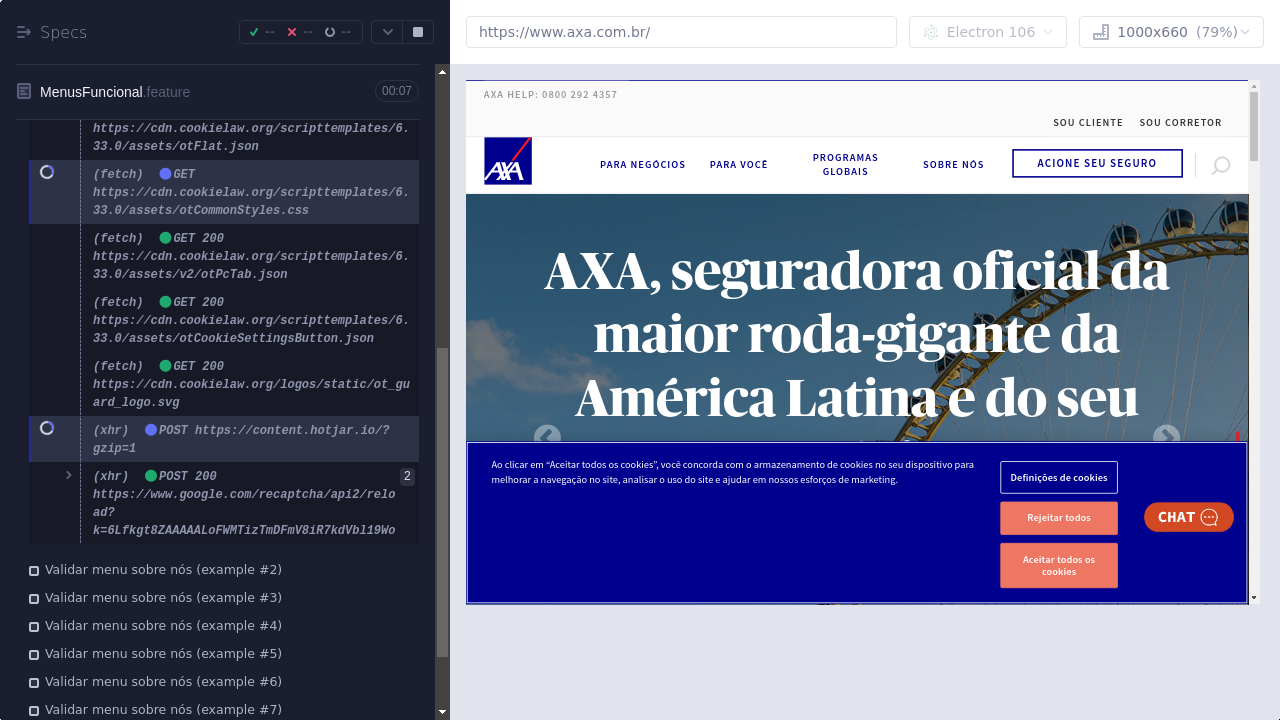 Specs
--
--
--
https://www.axa.com.br/
Electron 106
1000x660 (79%)
MenusFuncional.feature
00:07
https://cdn.cookielaw.org/scripttemplates/6.
33.0/assets/otFlat.json
(fetch) GET
https://cdn.cookielaw.org/scripttemplates/6.
33.0/assets/otCommonStyles.css
(fetch) GET 200
https://cdn.cookielaw.org/scripttemplates/6.
33.0/assets/v2/otPcTab.json
(fetch) GET 200
https://cdn.cookielaw.org/scripttemplates/6.
33.0/assets/otCookieSettingsButton.json
(fetch) GET 200
https://cdn.cookielaw.org/logos/static/ot_gu
ard_logo.svg
(xhr) POST https://content.hotjar.io/?
gzip=1
(xhr) POST 200
2
https://www.google.com/recaptcha/api2/relo
ad?
k=6Lfkgt8ZAAAAALoFWMTizTmDFmV8iR7kdVbl19Wo
Validar menu sobre nós (example #2)
Validar menu sobre nós (example #3)
Validar menu sobre nós (example #4)
Validar menu sobre nós (example #5)
Validar menu sobre nós (example #6)
Validar menu sobre nós (example #7)
AXA HELP: 0800 292 4357
SOU CLIENTE
SOU CORRETOR
AXA
PARA NEGÓCIOS
PARA VOCÊ
PROGRAMAS
GLOBAIS
SOBRE NÓS
ACIONE SEU SEGURO
AXA, seguradora oficial da
maior roda-gigante da
América Latina e do seu
Ao clicar em “Aceitar todos os cookies”, você concorda com o armazenamento de cookies no seu dispositivo para
melhorar a navegação no site, analisar o uso do site e ajudar em nossos esforços de marketing.
Definições de cookies
Rejeitar todos
Aceitar todos os
cookies
CHAT